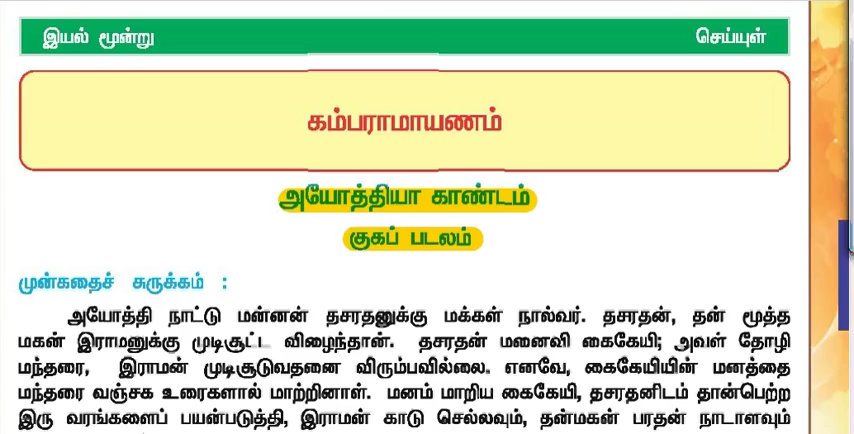 இயல் மூன்று
செய்யுள்
கம்பராமாயணம்
அயோத்தியா காண்டம்
குகப் படலம்
முன்கதைச் சுருக்கம் :
அயோத்தி நாட்டு மன்னன் தசரதனுக்கு மக்கள் நால்வர். தசரதன், தன் மூத்த
மகன் இராமனுக்கு முடிசூட்ட விழைந்தான். தசரதன் மனைவி கைகேயி; அவள் தோழி
மந்தரை, இராமன் முடிசூடுவதனை விரும்பவில்லை. எனவே, கைகேயியின் மனத்தை
மந்தரை வஞ்சக உரைகளால் மாற்றினாள். மனம் மாறிய கைகேயி, தசரதனிடம் தான்பெற்ற
இரு வரங்களைப் பயன்படுத்தி, இராமன் காடு செல்லவும், தன்மகன் பரதன் நாடாளவும்